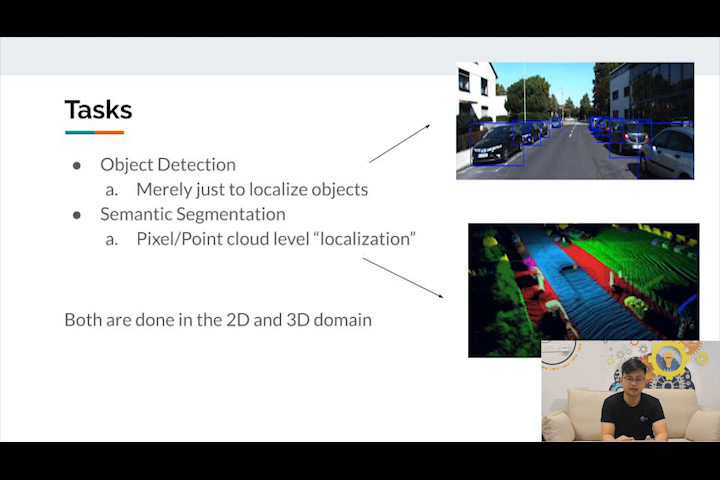 Tasks
● Object Detection
a. Merely just to localize objects
● Semantic Segmentation
a. Pixel/Point cloud level “localization”
Both are done in the 2D and 3D domain